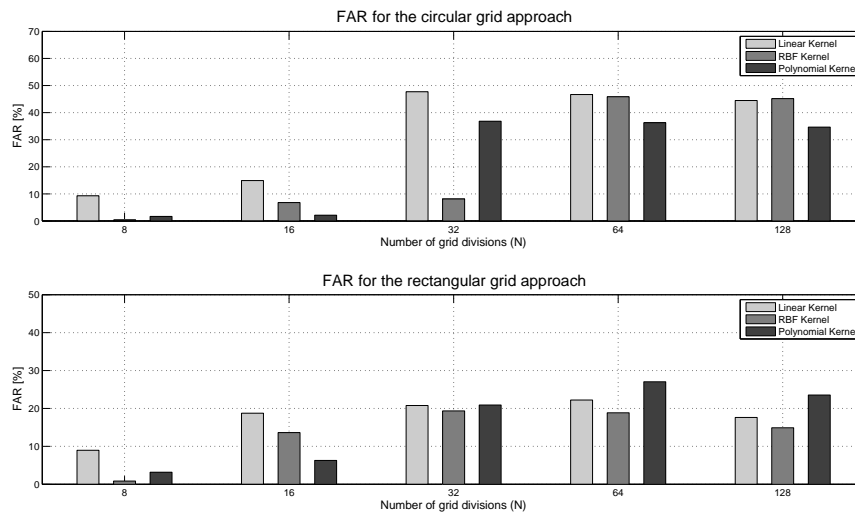 FAR for the circular grid approach
70
60
50
40
30
20
10
0
FAR [%]
Linear Kernel
RBF Kernel
Polynomial Kernel
8 16 32 64 128
Number of grid divisions (N)
FAR for the rectangular grid approach
50
40
30
20
10
0
FAR [%]
Linear Kernel
RBF Kernel
Polynomial Kernel
8 16 32 64 128
Number of grid divisions (N)